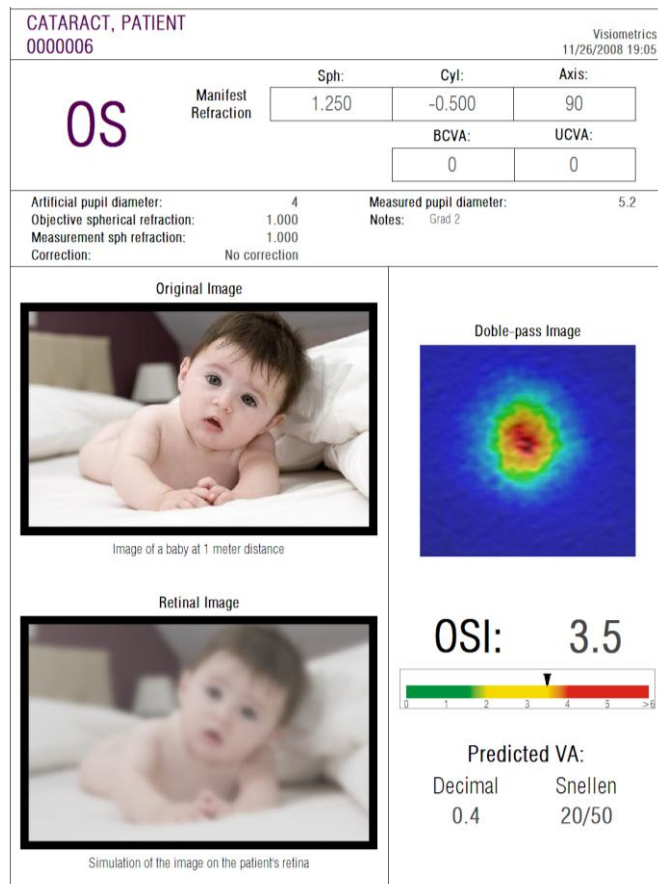 CATARACT, PATIENT
0000006
Visiometrics
11/26/2008 19:05
OS
Manifest Refraction
Sph: Cyl: Axis:
1.250 -0.500 90
BCVA: UCVA:
0 0
Artificial pupil diameter: 4 Measured pupil diameter: 5.2
Objective spherical refraction: 1.000 Notes: Grad 2
Measurement sph refraction: 1.000
Correction: No correction
Original Image
Image of a baby at 1 meter distance
Retinal Image
Simulation of the image on the patient's retina
Doble-pass Image
OSI: 3.5
0 1 2 3 4 5 >6
Predicted VA:
Decimal Snellen
0.4 20/50